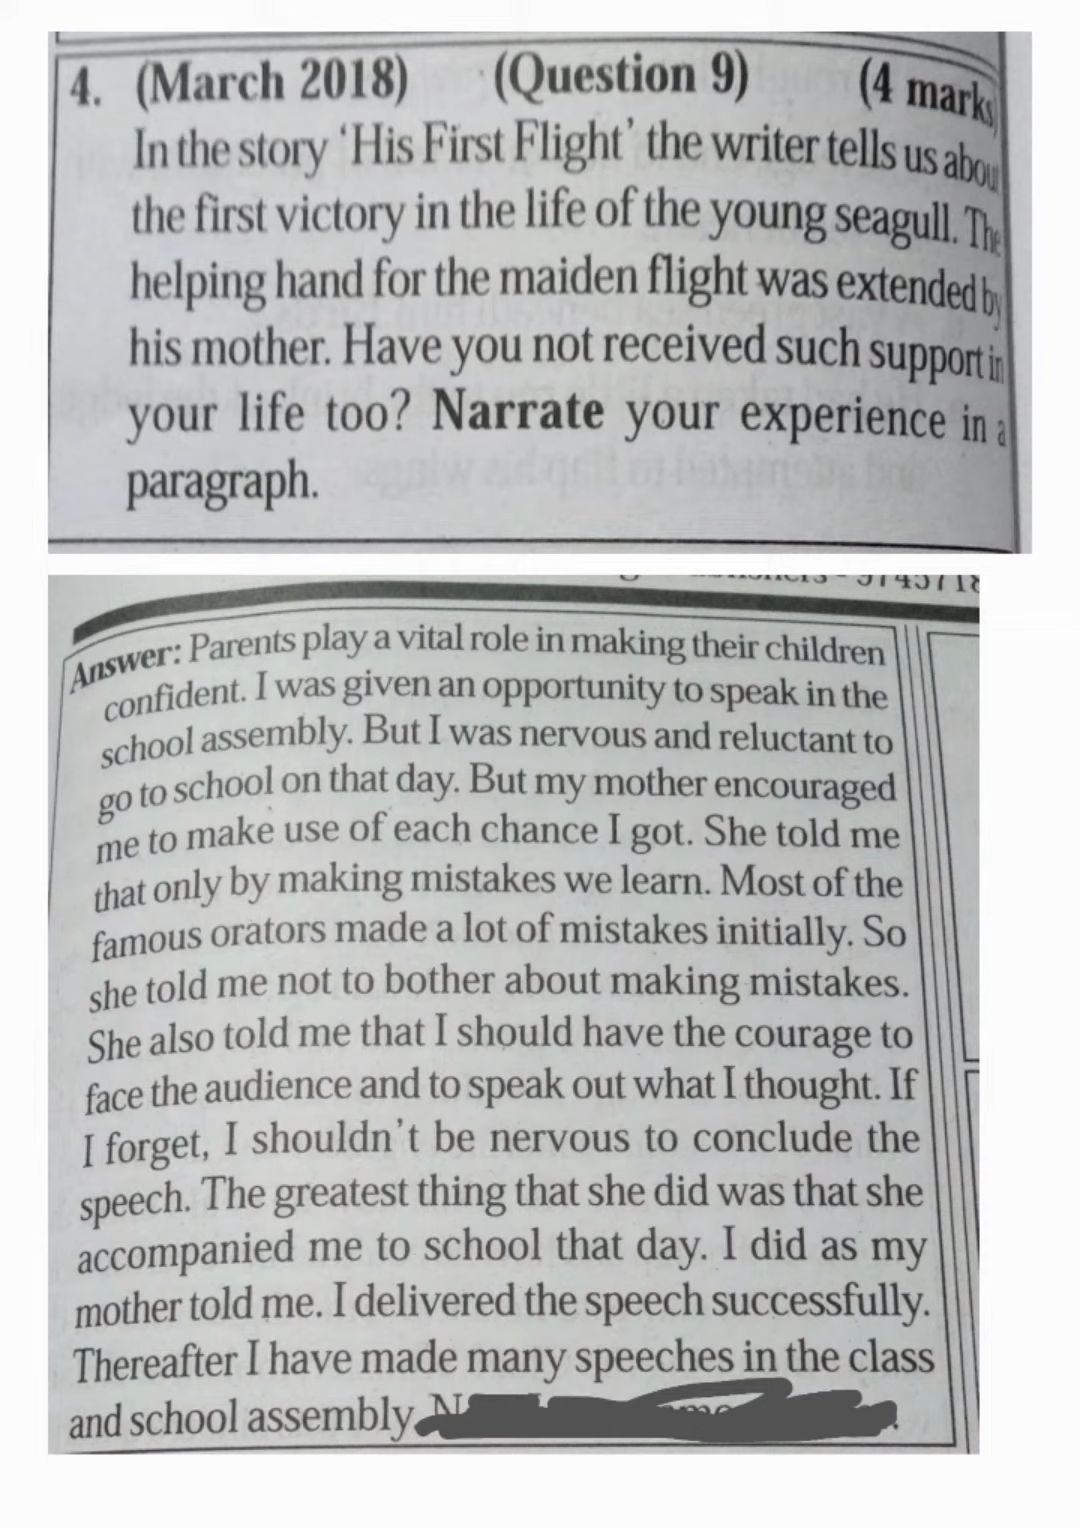 4. (March 2018) (Question 9) (4 marks)
In the story 'His First Flight' the writer tells us about
the first victory in the life of the young seagull. The
helping hand for the maiden flight was extended by
his mother. Have you not received such support in
your life too? Narrate your experience in a
paragraph.
Answer: Parents play a vital role in making their children
confident. I was given an opportunity to speak in the
school assembly. But I was nervous and reluctant to
go to school on that day. But my mother encouraged
me to make use of each chance I got. She told me
that only by making mistakes we learn. Most of the
famous orators made a lot of mistakes initially. So
she told me not to bother about making mistakes.
She also told me that I should have the courage to
face the audience and to speak out what I thought. If
I forget, I shouldn't be nervous to conclude the
speech. The greatest thing that she did was that she
accompanied me to school that day. I did as my
mother told me. I delivered the speech successfully.
Thereafter I have made many speeches in the class
and school assembly.